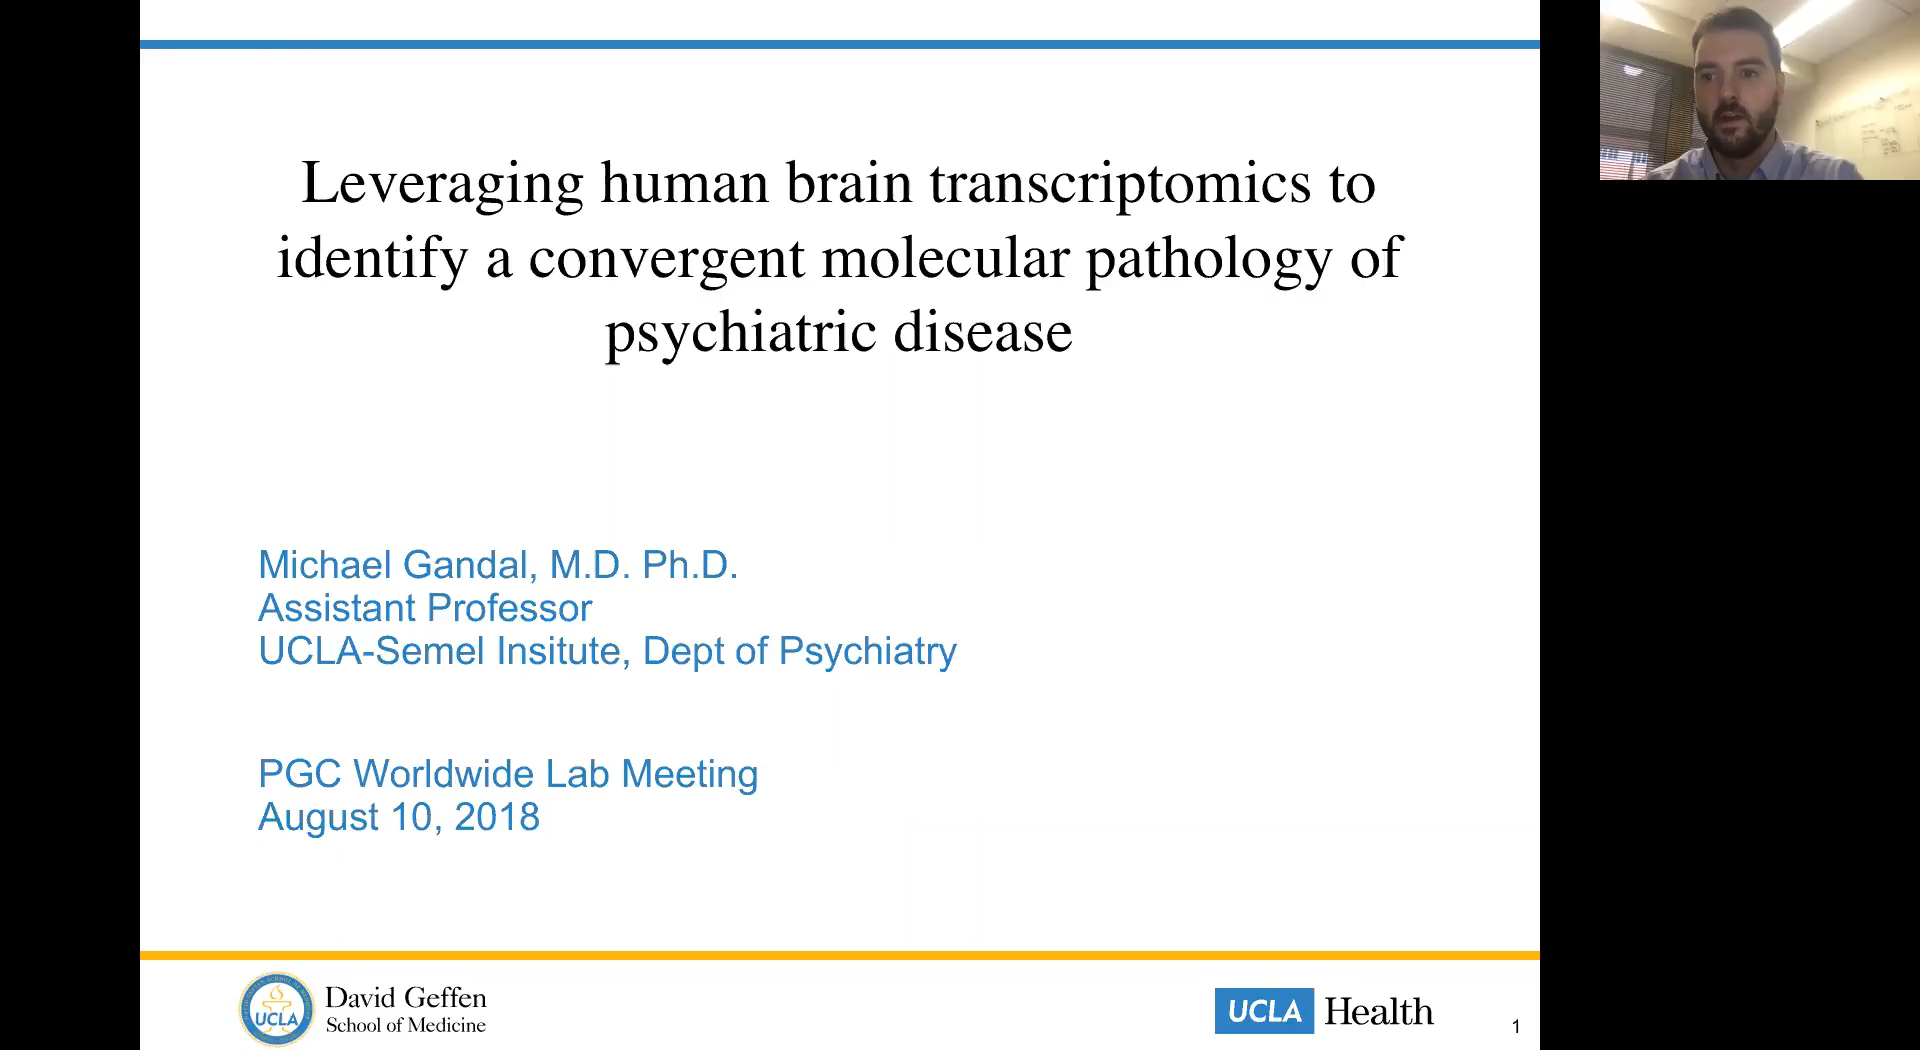 Leveraging human brain transcriptomics to
identify a convergent molecular pathology of
psychiatric disease
Michael Gandal, M.D. Ph.D.
Assistant Professor
UCLA-Semel Insitute, Dept of Psychiatry
PGC Worldwide Lab Meeting
August 10, 2018
UCLA
David Geffen
School of Medicine
UCLA Health
1